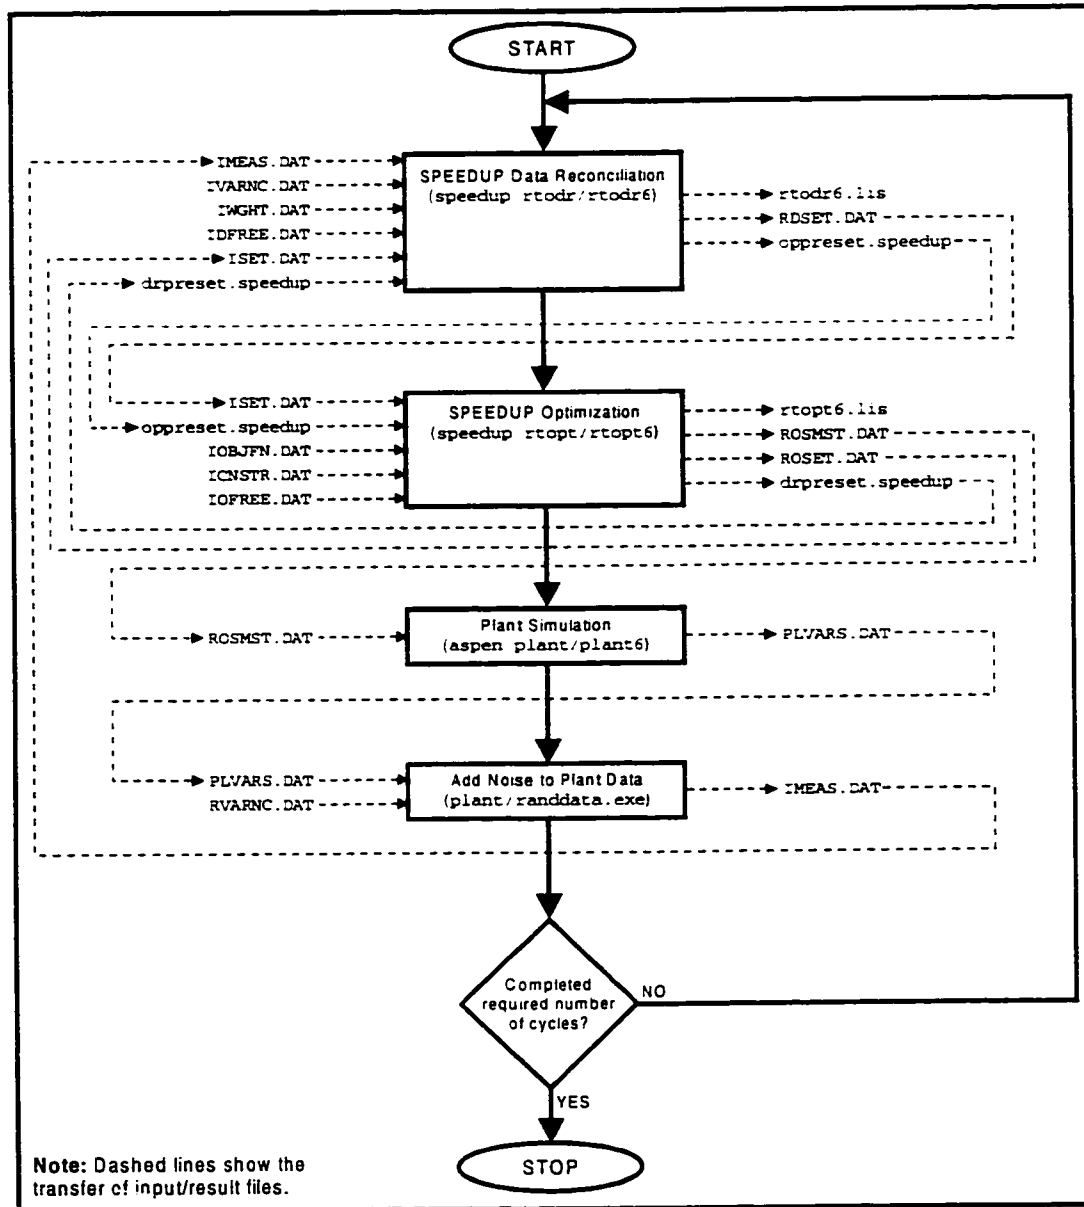 START
IMEAS.DAT
IVARNC.DAT
IWGHT.DAT
IDFREE.DAT
ISET.DAT
drpreset.speedup
SPEEDUP Data Reconciliation
(speedup rtodr/rtodr6)
rtodr6.lis
RDSET.DAT
oppreset.speedup
ISET.DAT
oppreset.speedup
IOBJFN.DAT
ICNSTR.DAT
IOFREE.DAT
SPEEDUP Optimization
(speedup rtopt/rtopt6)
rtopt6.lis
ROSMST.DAT
ROSET.DAT
drpreset.speedup
ROSMST.DAT
Plant Simulation
(aspen plant/plant6)
PLVARS.DAT
PLVARS.DAT
RVARNC.DAT
Add Noise to Plant Data
(plant/randdata.exe)
IMEAS.DAT
Completed
required number
of cycles?
NO
YES
STOP
Note: Dashed lines show the
transfer of input/result files.